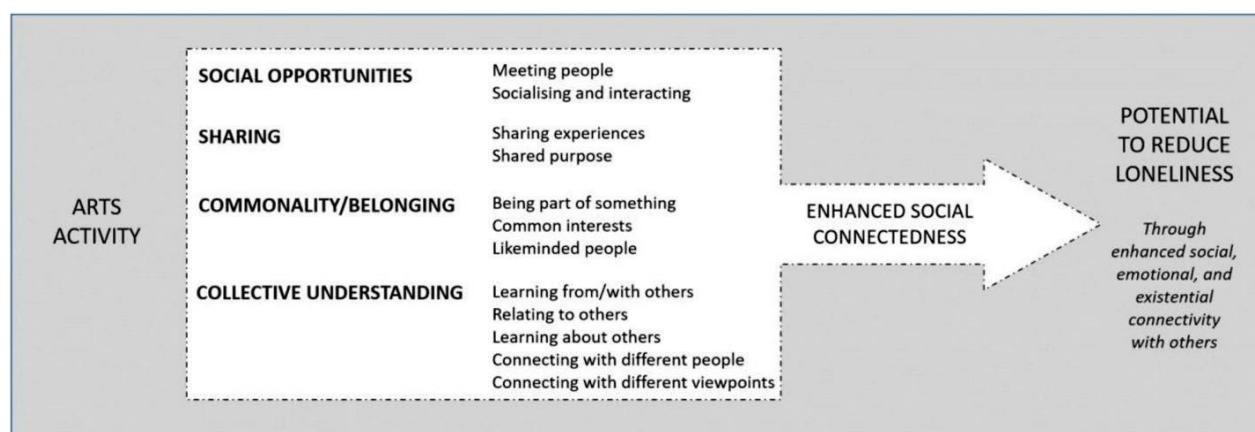 ARTS
ACTIVITY
SOCIAL OPPORTUNITIES
Meeting people
Socialising and interacting
SHARING
Sharing experiences
Shared purpose
COMMONALITY/BELONGING
Being part of something
Common interests
Likeminded people
COLLECTIVE UNDERSTANDING
Learning from/with others
Relating to others
Learning about others
Connecting with different people
Connecting with different viewpoints
ENHANCED SOCIAL
CONNECTEDNESS
POTENTIAL
TO REDUCE
LONELINESS
Through
enhanced social,
emotional, and
existential
connectivity
with others